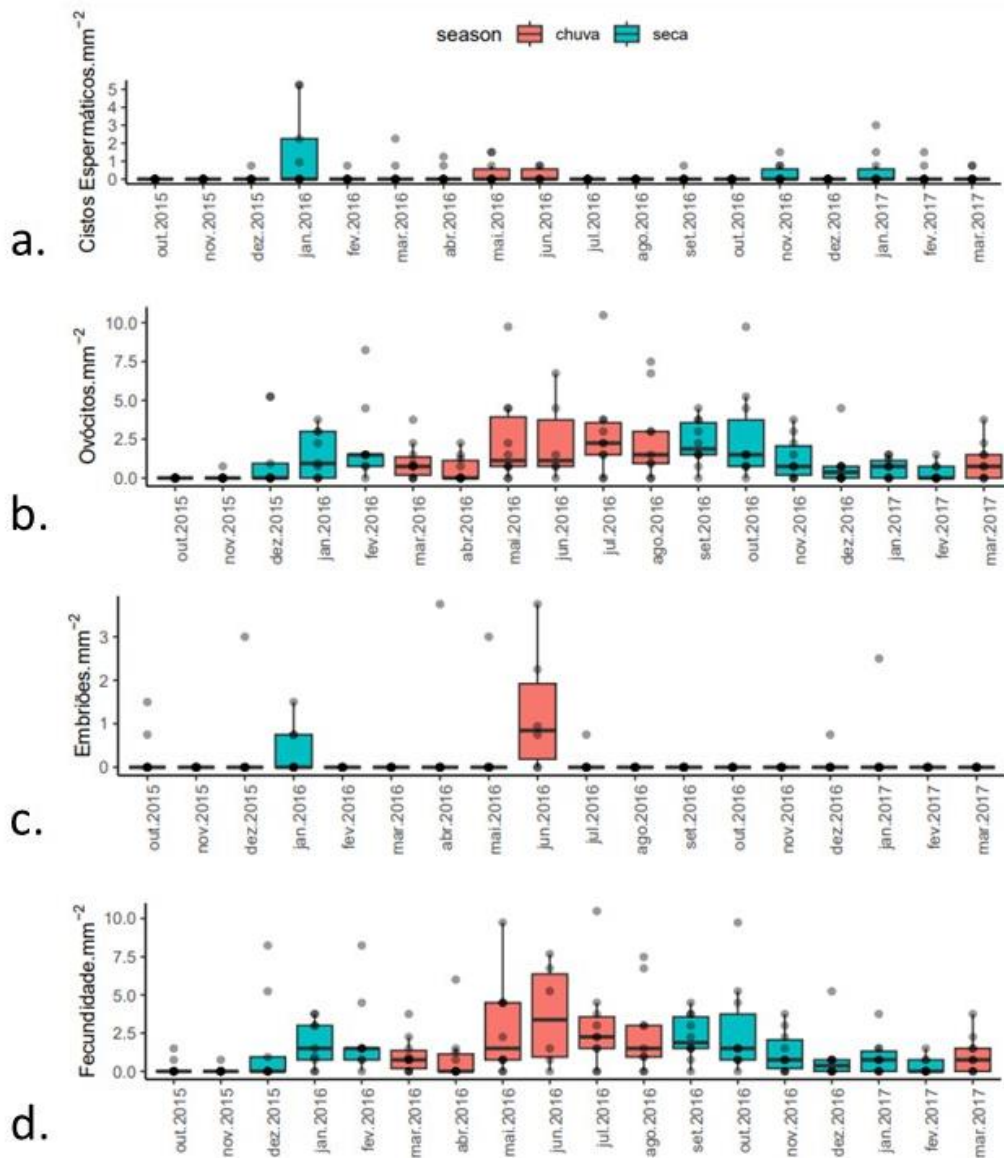 season chuva seca
Cistos Espermáticos.mm−2
5
4
3
2
1
0
out.2015 nov.2015 dez.2015 jan.2016 fev.2016 mar.2016 abr.2016 mai.2016 jun.2016 jul.2016 ago.2016 set.2016 out.2016 nov.2016 dez.2016 jan.2017 fev.2017 mar.2017
a.
Ovócitos.mm−2
10.0
7.5
5.0
2.5
0.0
out.2015 nov.2015 dez.2015 jan.2016 fev.2016 mar.2016 abr.2016 mai.2016 jun.2016 jul.2016 ago.2016 set.2016 out.2016 nov.2016 dez.2016 jan.2017 fev.2017 mar.2017
b.
Embriões.mm−2
3
2
1
0
out.2015 nov.2015 dez.2015 jan.2016 fev.2016 mar.2016 abr.2016 mai.2016 jun.2016 jul.2016 ago.2016 set.2016 out.2016 nov.2016 dez.2016 jan.2017 fev.2017 mar.2017
c.
Fecundidade.mm−2
10.0
7.5
5.0
2.5
0.0
out.2015 nov.2015 dez.2015 jan.2016 fev.2016 mar.2016 abr.2016 mai.2016 jun.2016 jul.2016 ago.2016 set.2016 out.2016 nov.2016 dez.2016 jan.2017 fev.2017 mar.2017
d.